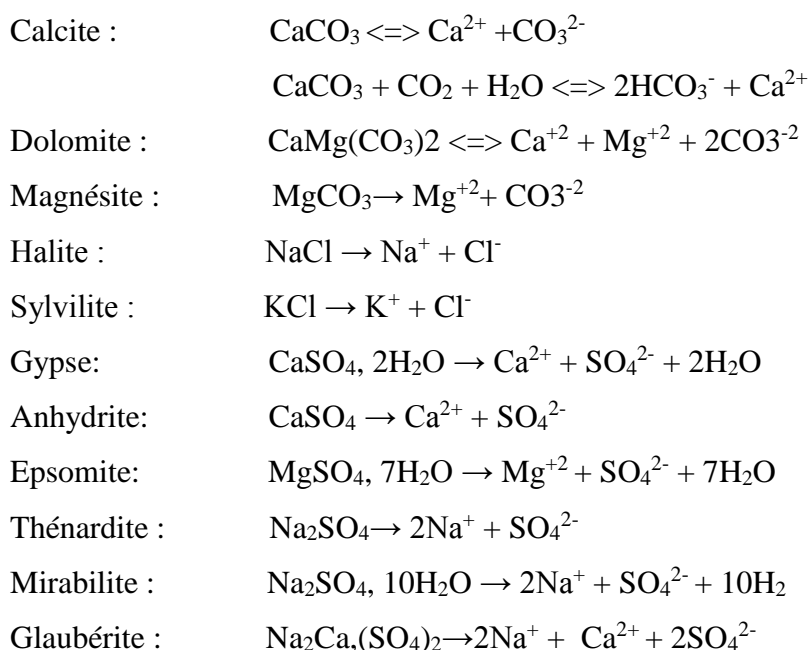 Calcite : CaCO₃ <=> Ca²⁺ +CO₃²⁻
CaCO₃ + CO₂ + H₂O <=> 2HCO₃⁻ + Ca²⁺
Dolomite : CaMg(CO₃)2 <=> Ca⁺² + Mg⁺² + 2CO3⁻²
Magnésite : MgCO₃→ Mg⁺²+ CO3⁻²
Halite : NaCl → Na⁺ + Cl⁻
Sylvilite : KCl → K⁺ + Cl⁻
Gypse: CaSO₄, 2H₂O → Ca²⁺ + SO₄²⁻ + 2H₂O
Anhydrite: CaSO₄ → Ca²⁺ + SO₄²⁻
Epsomite: MgSO₄, 7H₂O → Mg⁺² + SO₄²⁻ + 7H₂O
Thénardite : Na₂SO₄→ 2Na⁺ + SO₄²⁻
Mirabilite : Na₂SO₄, 10H₂O → 2Na⁺ + SO₄²⁻ + 10H₂
Glaubérite : Na₂Ca,(SO₄)₂→2Na⁺ + Ca²⁺ + 2SO₄²⁻